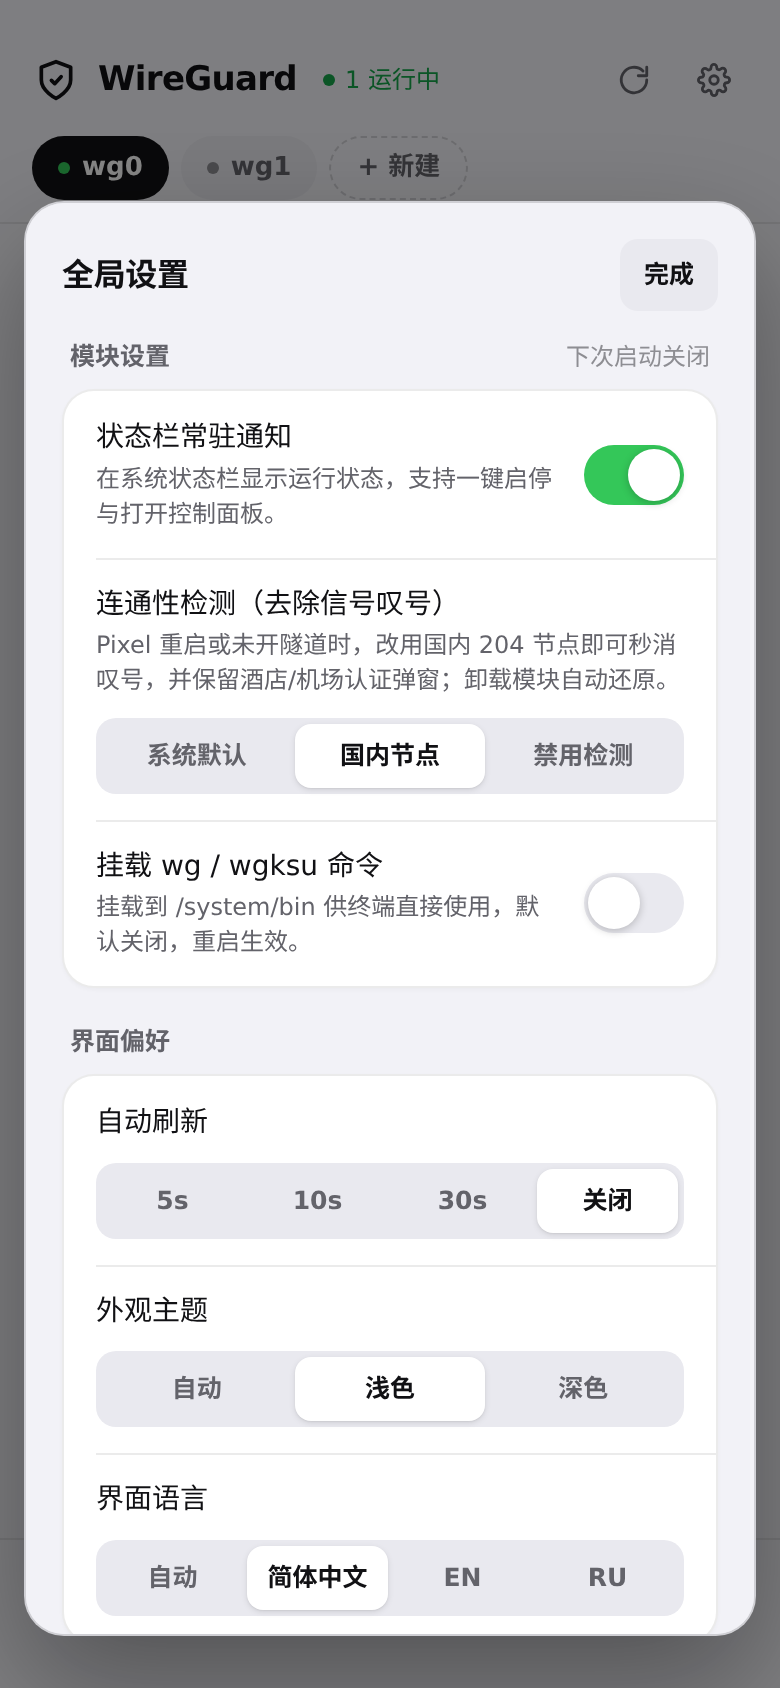 WireGuard
1 运行中
wg0
wg1
+ 新建
全局设置
完成
模块设置
下次启动关闭
状态栏常驻通知
在系统状态栏显示运行状态，支持一键启停
与打开控制面板。
连通性检测（去除信号叹号）
Pixel 重启或未开隧道时，改用国内 204 节点即可秒消
叹号，并保留酒店/机场认证弹窗；卸载模块自动还原。
系统默认
国内节点
禁用检测
挂载 wg / wgksu 命令
挂载到 /system/bin 供终端直接使用，默
认关闭，重启生效。
界面偏好
自动刷新
5s
10s
30s
关闭
外观主题
自动
浅色
深色
界面语言
自动
简体中文
EN
RU